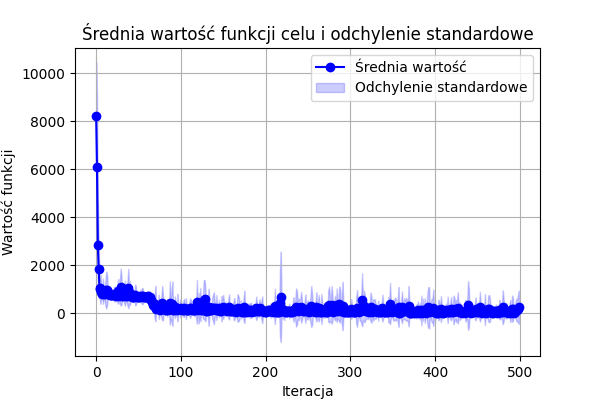 Średnia wartość funkcji celu i odchylenie standardowe
Średnia wartość
Odchylenie standardowe
Wartość funkcji
10000
8000
6000
4000
2000
0
0 100 200 300 400 500
Iteracja